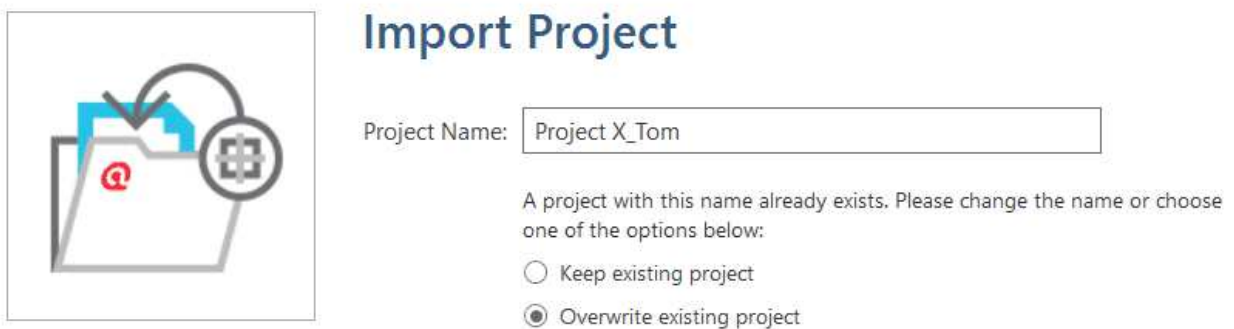 Import Project
Project Name: Project X_Tom
A project with this name already exists. Please change the name or choose
one of the options below:
Keep existing project
Overwrite existing project
@